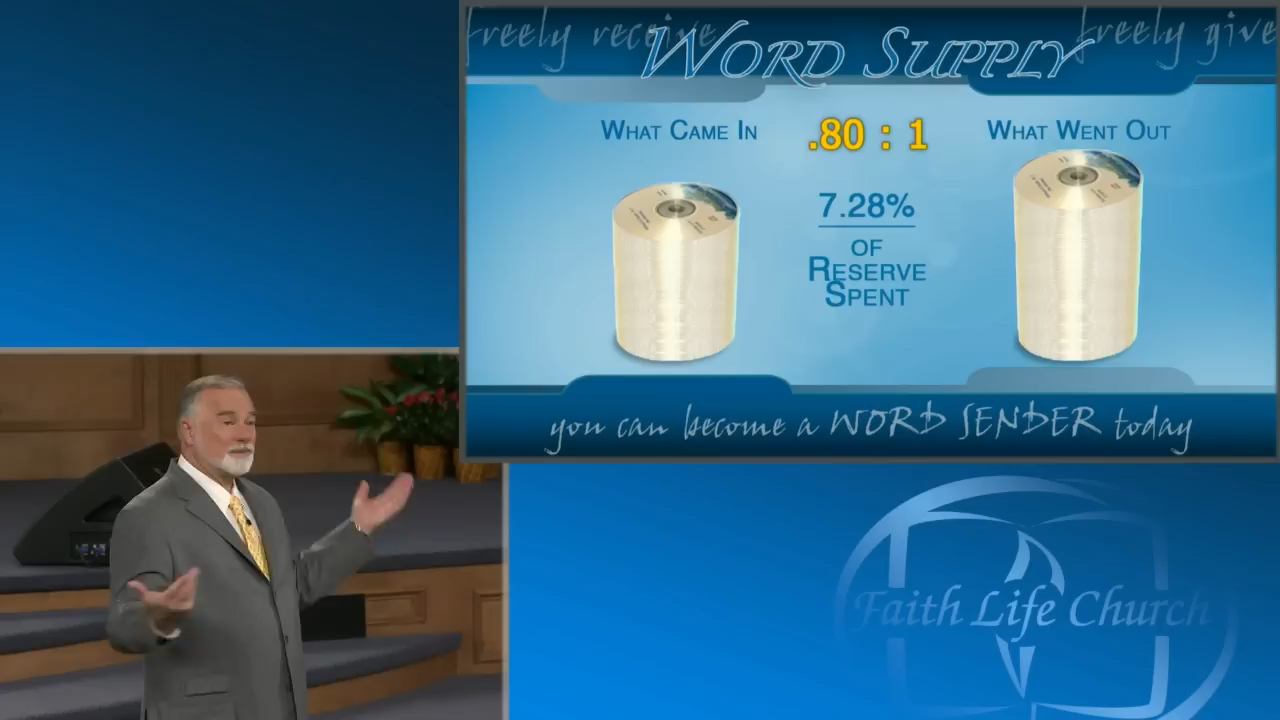 freely receive
freely give
WORD SUPPLY
WHAT CAME IN
.80 : 1
WHAT WENT OUT
7.28%
OF
RESERVE
SPENT
you can become a WORD SENDER today
Faith Life Church